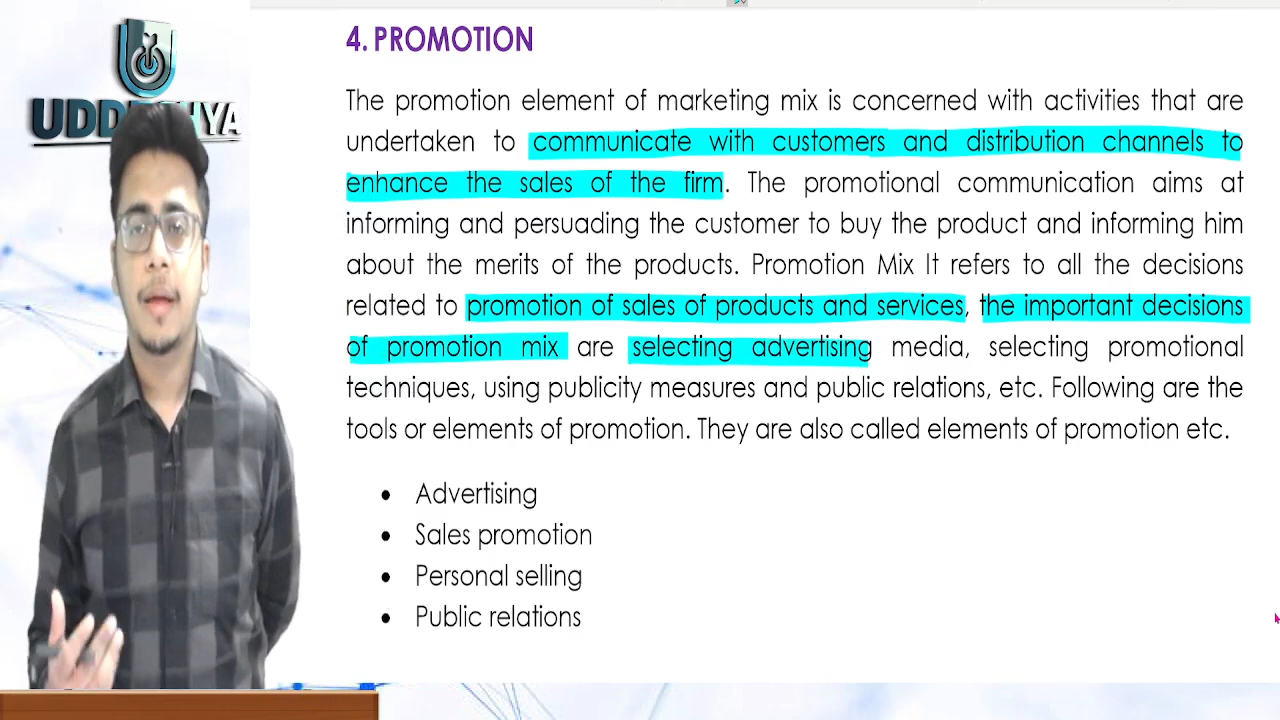 4. PROMOTION
The promotion element of marketing mix is concerned with activities that are
undertaken to communicate with customers and distribution channels to
enhance the sales of the firm. The promotional communication aims at
informing and persuading the customer to buy the product and informing him
about the merits of the products. Promotion Mix It refers to all the decisions
related to promotion of sales of products and services, the important decisions
of promotion mix are selecting advertising media, selecting promotional
techniques, using publicity measures and public relations, etc. Following are the
tools or elements of promotion. They are also called elements of promotion etc.
• Advertising
• Sales promotion
• Personal selling
• Public relations